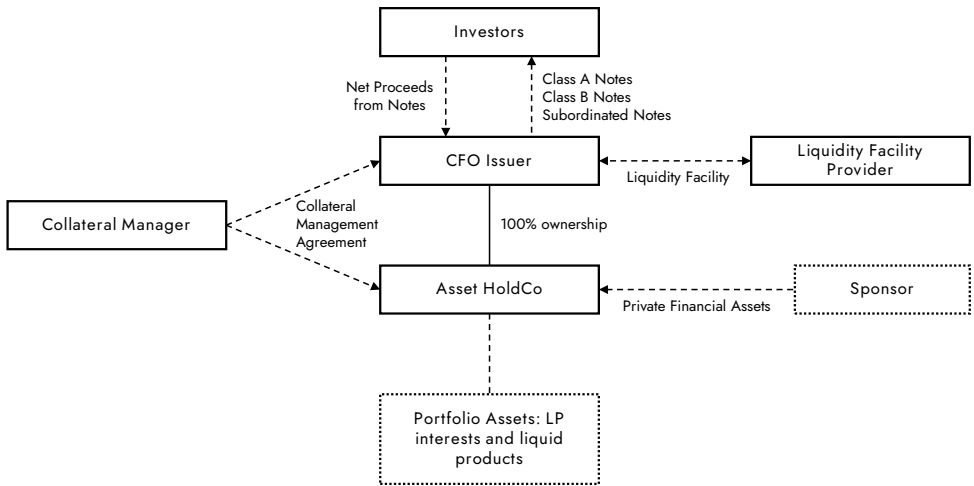 Investors
Net Proceeds
from Notes
Class A Notes
Class B Notes
Subordinated Notes
CFO Issuer
Liquidity Facility
Liquidity Facility
Provider
Collateral Manager
Collateral
Management
Agreement
100% ownership
Asset HoldCo
Private Financial Assets
Sponsor
Portfolio Assets: LP
interests and liquid
products